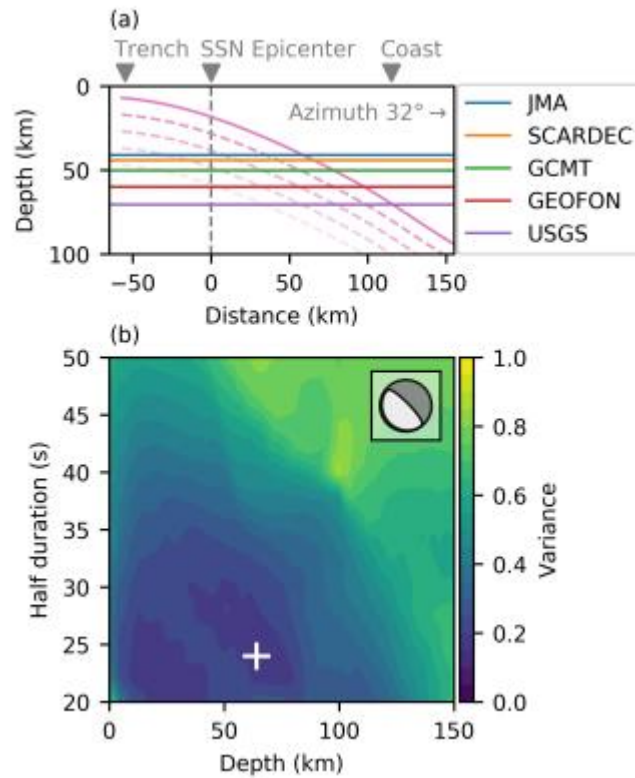 (a)
Trench SSN Epicenter Coast
0
50
100
Depth (km)
Azimuth 32° →
−50 0 50 100 150
Distance (km)
JMA
SCARDEC
GCMT
GEOFON
USGS
(b)
50
45
40
35
30
25
20
Half duration (s)
0 50 100 150
Depth (km)
1.0
0.8
0.6
0.4
0.2
0.0
Variance